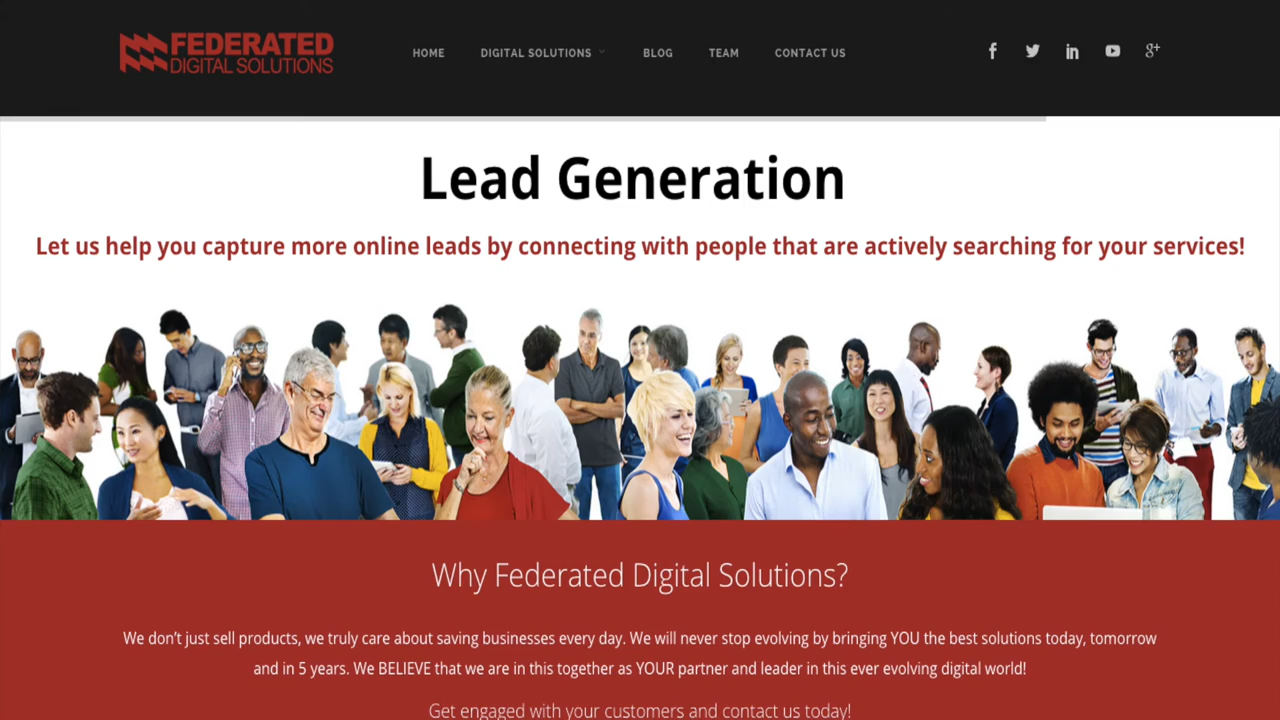 FEDERATED
DIGITAL SOLUTIONS
HOME
DIGITAL SOLUTIONS
BLOG
TEAM
CONTACT US
Lead Generation
Let us help you capture more online leads by connecting with people that are actively searching for your services!
Why Federated Digital Solutions?
We don't just sell products, we truly care about saving businesses every day. We will never stop evolving by bringing YOU the best solutions today, tomorrow
and in 5 years. We BELIEVE that we are in this together as YOUR partner and leader in this ever evolving digital world!
Get engaged with your customers and contact us today!